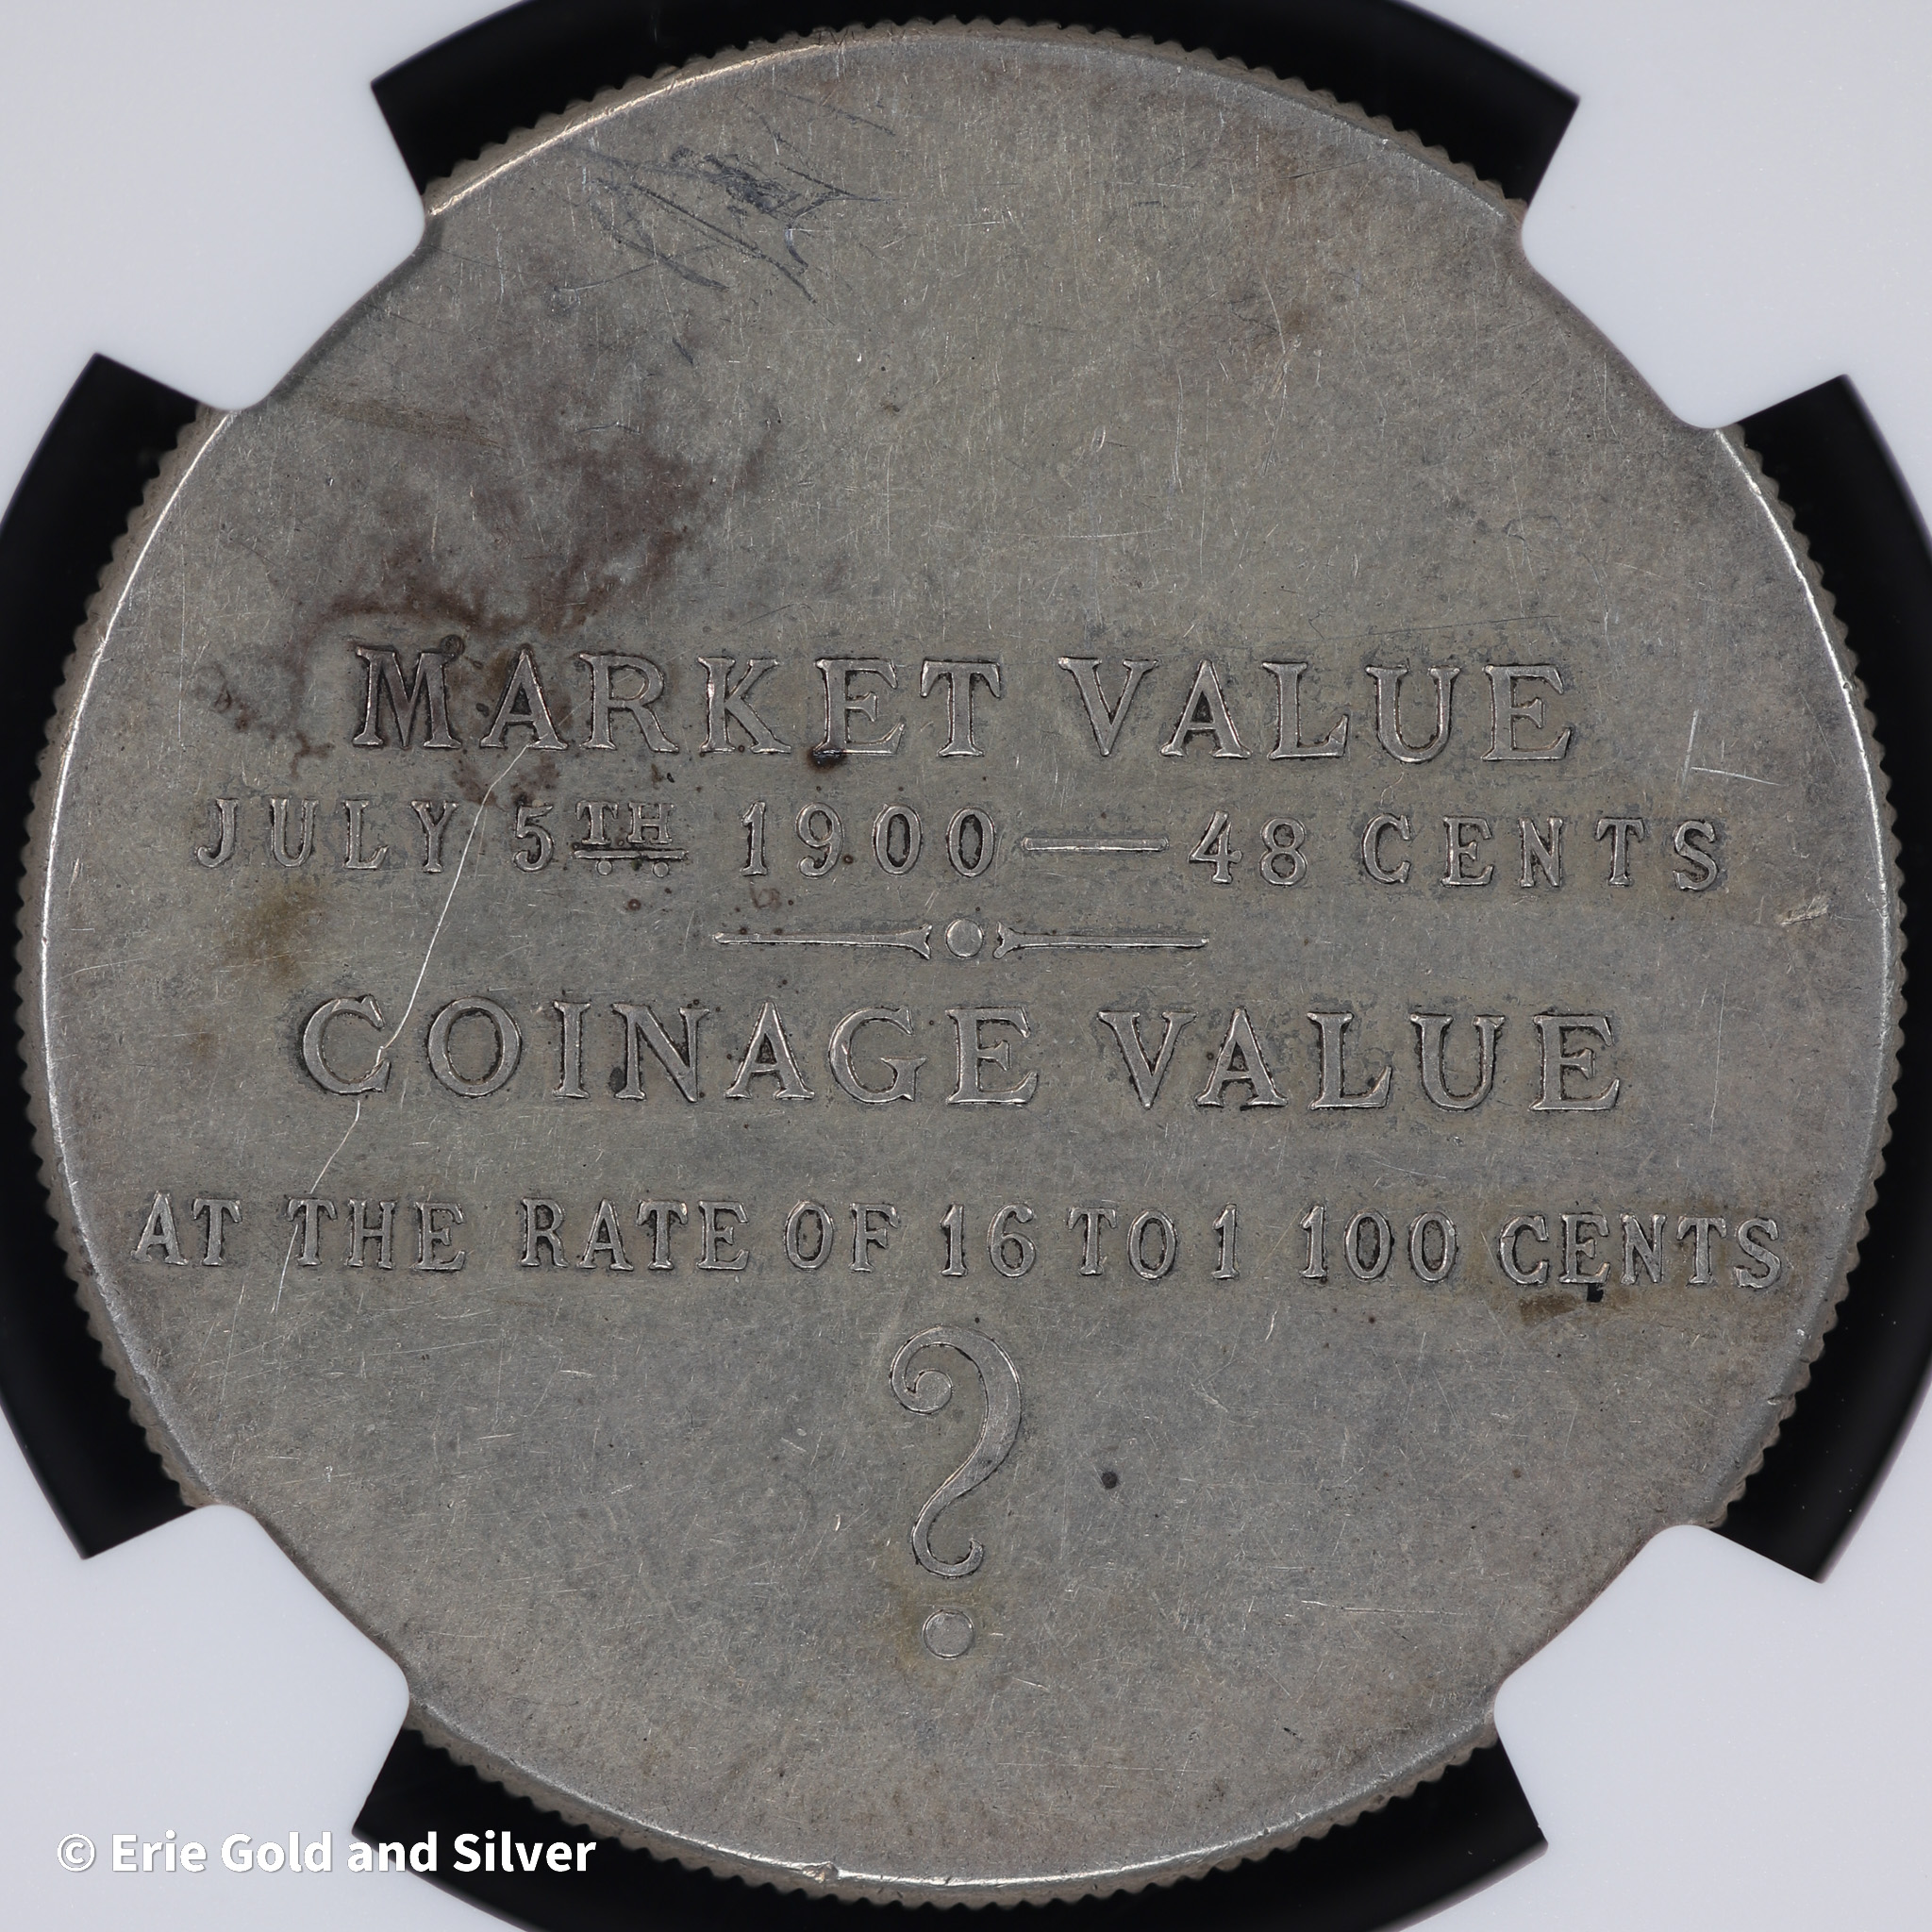 MARKET VALUE
JULY 5TH 1900—48 CENTS
COINAGE VALUE
AT THE RATE OF 16 TO 1 100 CENTS
?
© Erie Gold and Silver